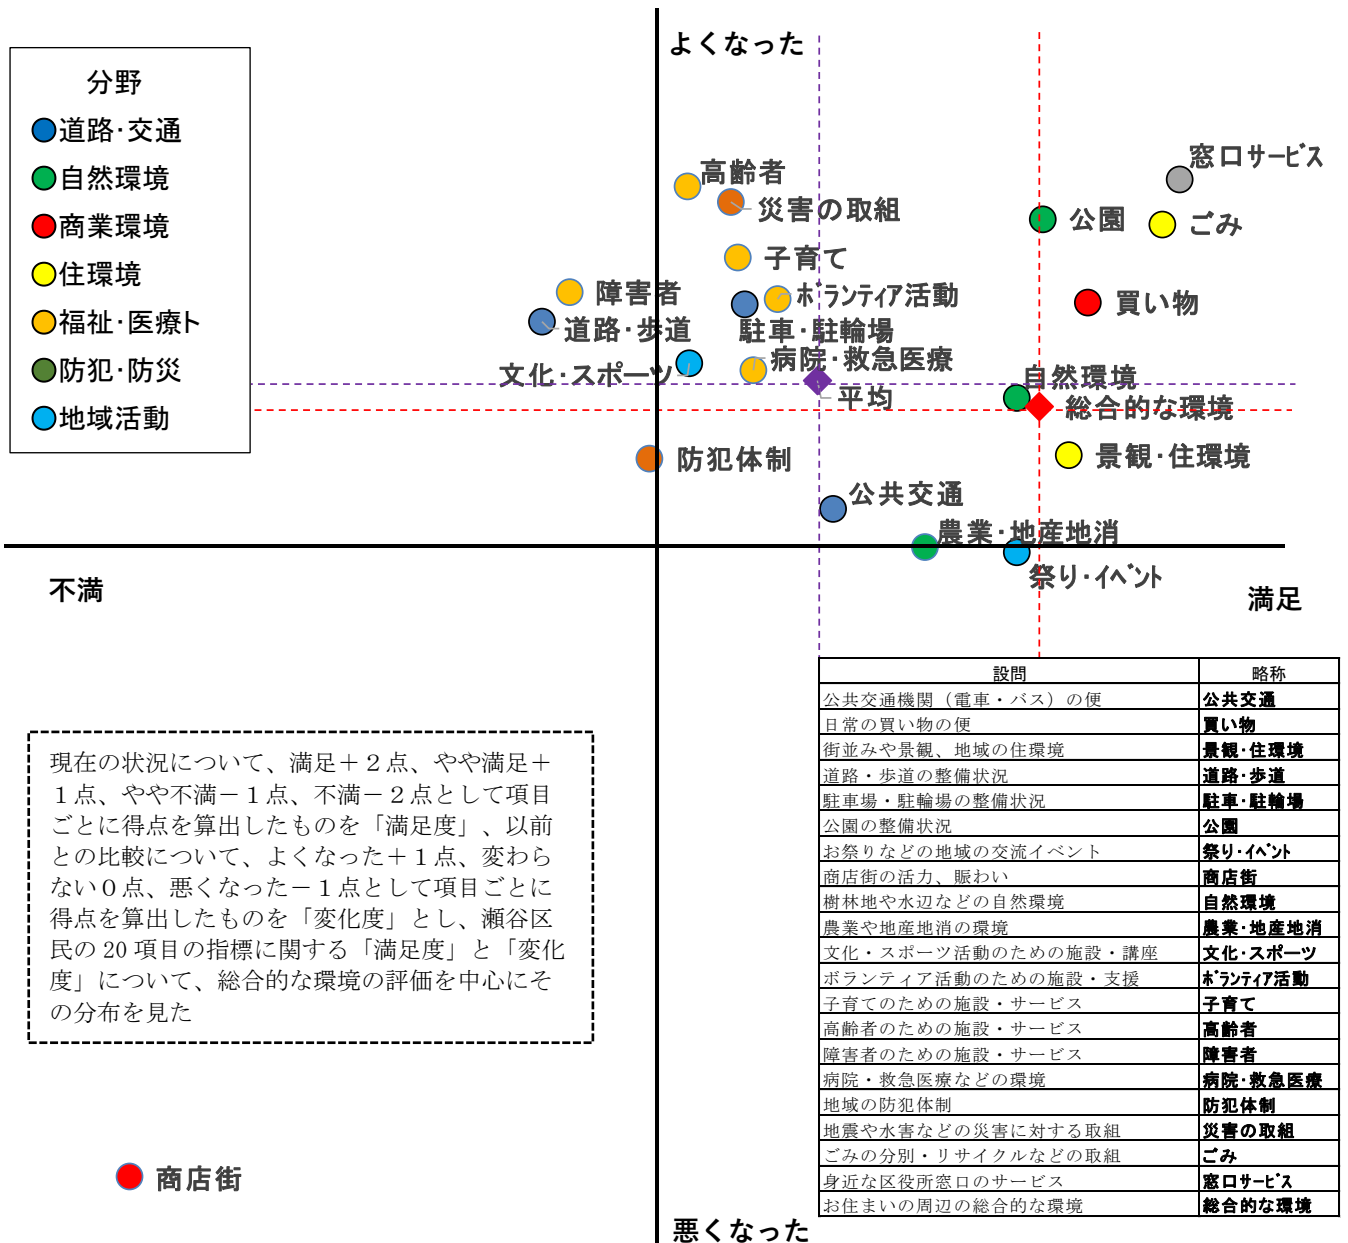 よくなった
分野
道路・交通
自然環境
商業環境
住環境
福祉・医療ト
防犯・防災
地域活動
窓口サービス
高齢者
災害の取組
公園
ごみ
子育て
障害者
ボランティア活動
買い物
道路・歩道
駐車・駐輪場
文化・スポーツ
病院・救急医療
自然環境
平均
総合的な環境
防犯体制
景観・住環境
公共交通
農業・地産地消
祭り・イベント
不満
満足
設問 略称
公共交通機関（電車・バス）の便 公共交通
日常の買い物の便 買い物
街並みや景観、地域の住環境 景観・住環境
道路・歩道の整備状況 道路・歩道
駐車場・駐輪場の整備状況 駐車・駐輪場
公園の整備状況 公園
お祭りなどの地域の交流イベント 祭り・イベント
商店街の活力、賑わい 商店街
樹林地や水辺などの自然環境 自然環境
農業や地産地消の環境 農業・地産地消
文化・スポーツ活動のための施設・講座 文化・スポーツ
ボランティア活動のための施設・支援 ボランティア活動
子育てのための施設・サービス 子育て
高齢者のための施設・サービス 高齢者
障害者のための施設・サービス 障害者
病院・救急医療などの環境 病院・救急医療
地域の防犯体制 防犯体制
地震や水害などの災害に対する取組 災害の取組
ごみの分別・リサイクルなどの取組 ごみ
身近な区役所窓口のサービス 窓口サービス
お住まいの周辺の総合的な環境 総合的な環境
現在の状況について、満足＋２点、やや満足＋
１点、やや不満－１点、不満－２点として項目
ごとに得点を算出したものを「満足度」、以前
との比較について、よくなった＋１点、変わら
ない０点、悪くなった－１点として項目ごとに
得点を算出したものを「変化度」とし、瀬谷区
民の 20 項目の指標に関する「満足度」と「変化
度」について、総合的な環境の評価を中心にそ
の分布を見た
商店街
悪くなった